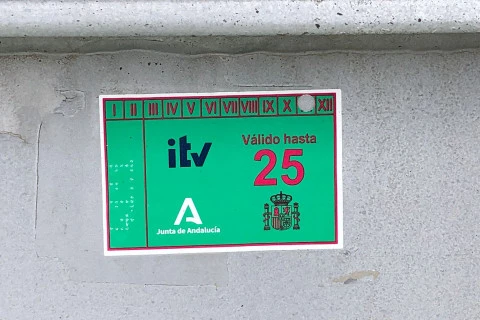 I II III IV V VI VII VIII IX X XII
itv
Válido hasta
25
Junta de Andalucía